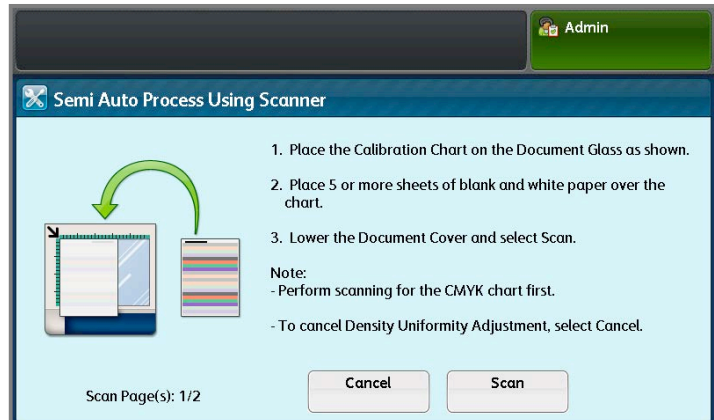 Admin
Semi Auto Process Using Scanner
1. Place the Calibration Chart on the Document Glass as shown.
2. Place 5 or more sheets of blank and white paper over the
chart.
3. Lower the Document Cover and select Scan.
Note:
- Perform scanning for the CMYK chart first.
- To cancel Density Uniformity Adjustment, select Cancel.
Scan Page(s): 1/2
Cancel
Scan